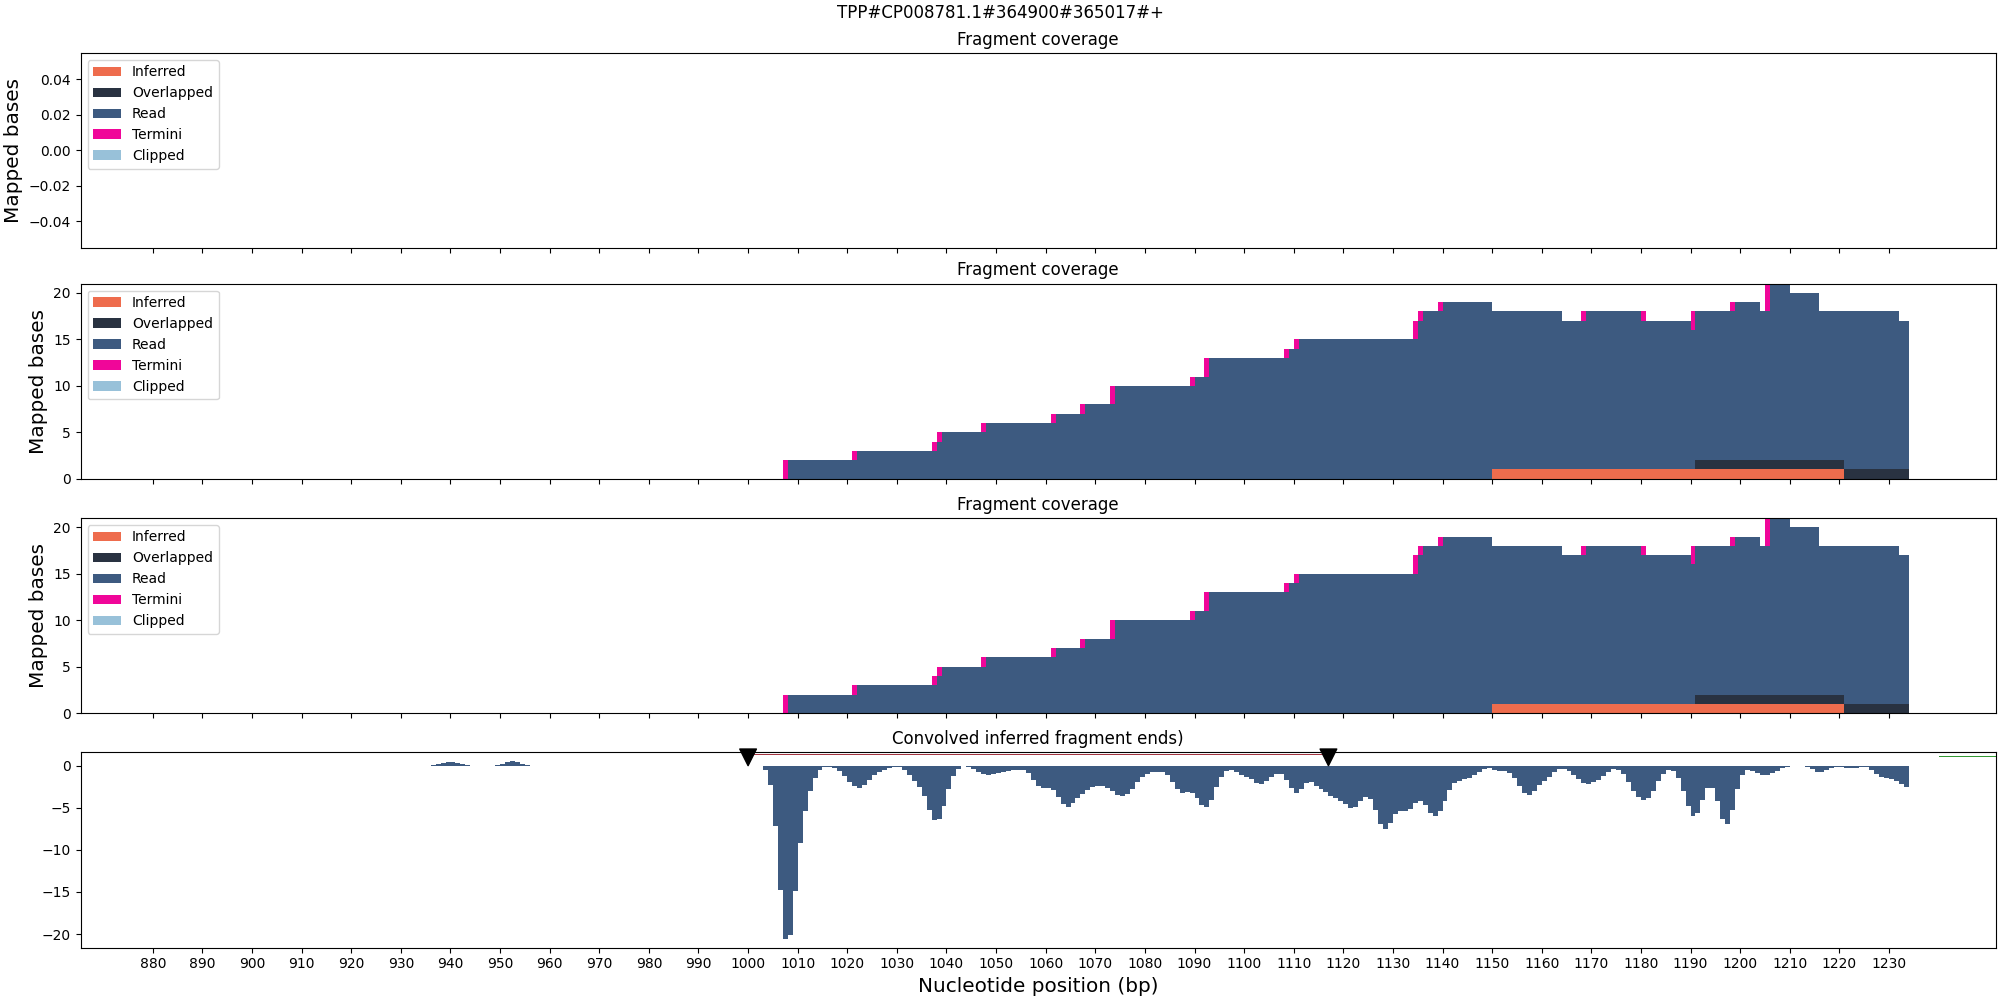 TPP#CP008781.1#364900#365017#+
Fragment coverage
Mapped bases
0.04
0.02
0.00
−0.02
−0.04
Inferred
Overlapped
Read
Termini
Clipped
Fragment coverage
Mapped bases
20
15
10
5
0
Inferred
Overlapped
Read
Termini
Clipped
Fragment coverage
Mapped bases
20
15
10
5
0
Inferred
Overlapped
Read
Termini
Clipped
Convolved inferred fragment ends)
0
−5
−10
−15
−20
880 890 900 910 920 930 940 950 960 970 980 990 1000 1010 1020 1030 1040 1050 1060 1070 1080 1090 1100 1110 1120 1130 1140 1150 1160 1170 1180 1190 1200 1210 1220 1230
Nucleotide position (bp)